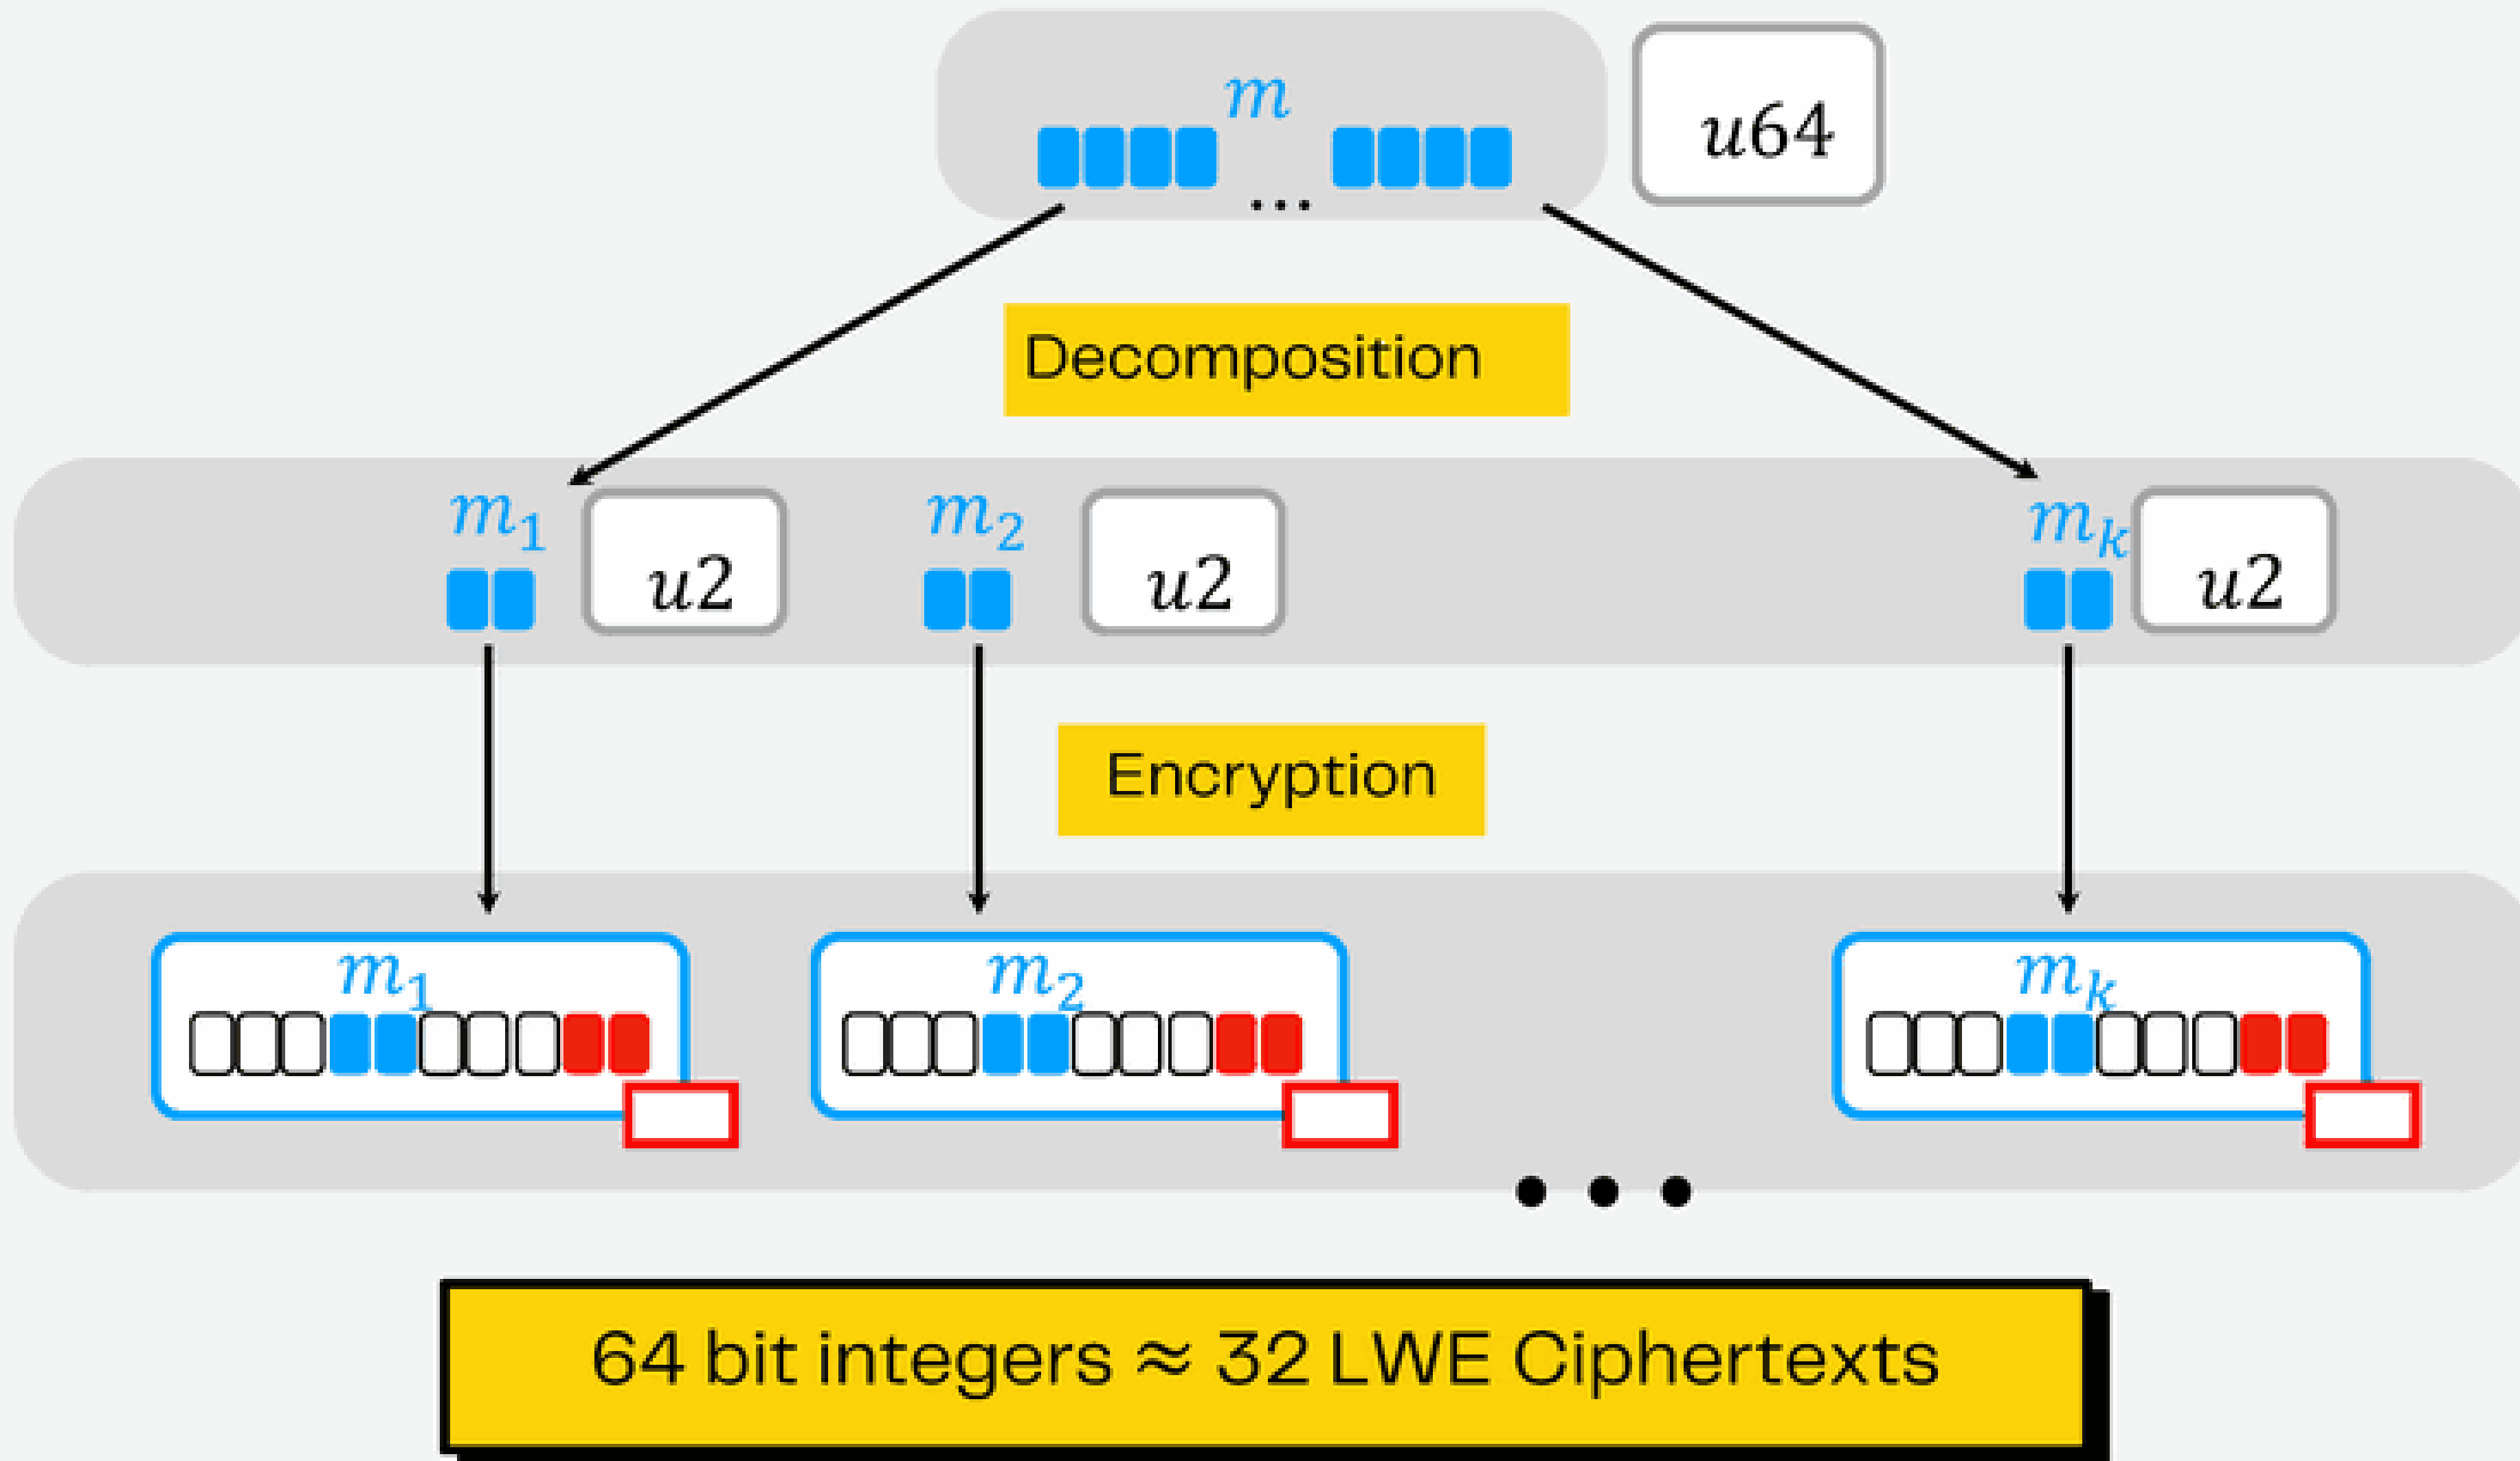 m
u64
...
Decomposition
m₁ u2 m₂ u2 mₖ u2
Encryption
m₁ m₂ mₖ
...
64 bit integers ≈ 32 LWE Ciphertexts